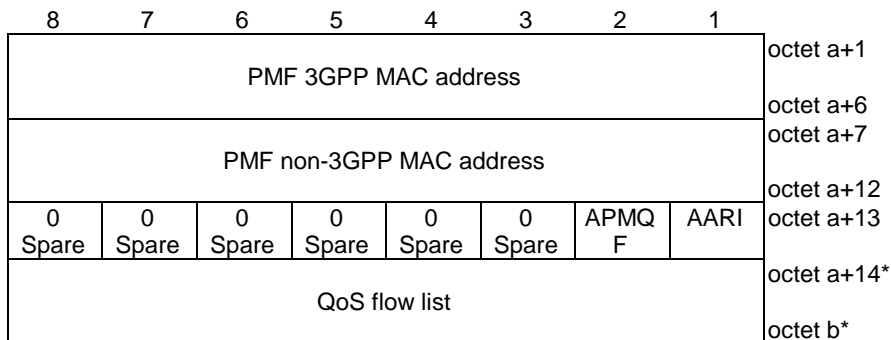 8 7 6 5 4 3 2 1
octet a+1
PMF 3GPP MAC address
octet a+6
octet a+7
PMF non-3GPP MAC address
octet a+12
0 0 0 0 0 0 APMQ AARI octet a+13
Spare Spare Spare Spare Spare Spare F
octet a+14*
QoS flow list
octet b*